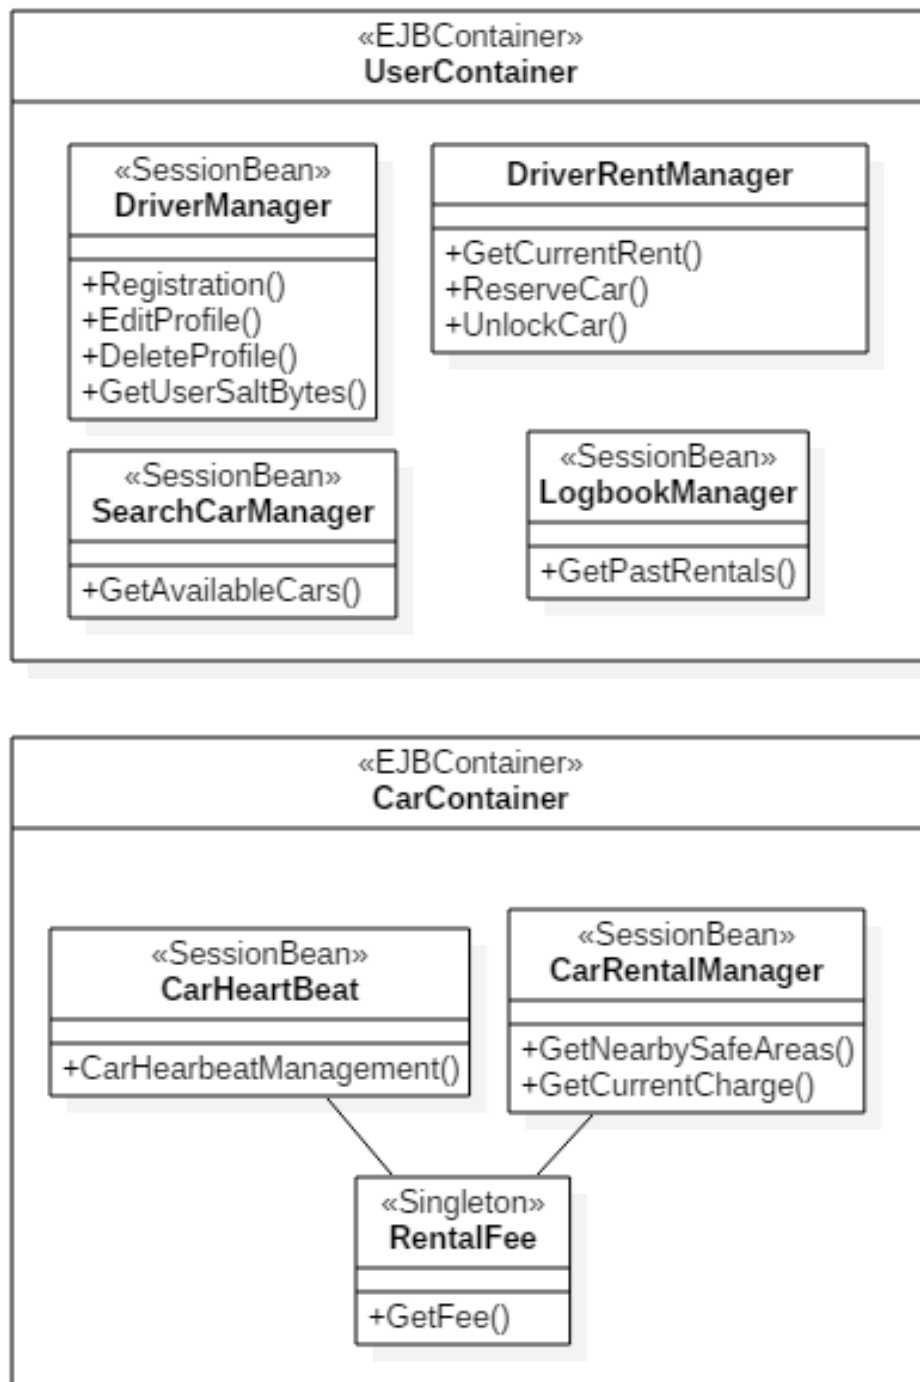 «EJBContainer»
UserContainer
«SessionBean»
DriverManager
+Registration()
+EditProfile()
+DeleteProfile()
+GetUserSaltBytes()
DriverRentManager
+GetCurrentRent()
+ReserveCar()
+UnlockCar()
«SessionBean»
SearchCarManager
+GetAvailableCars()
«SessionBean»
LogbookManager
+GetPastRentals()
«EJBContainer»
CarContainer
«SessionBean»
CarHeartBeat
+CarHearbeatManagement()
«SessionBean»
CarRentalManager
+GetNearbySafeAreas()
+GetCurrentCharge()
«Singleton»
RentalFee
+GetFee()